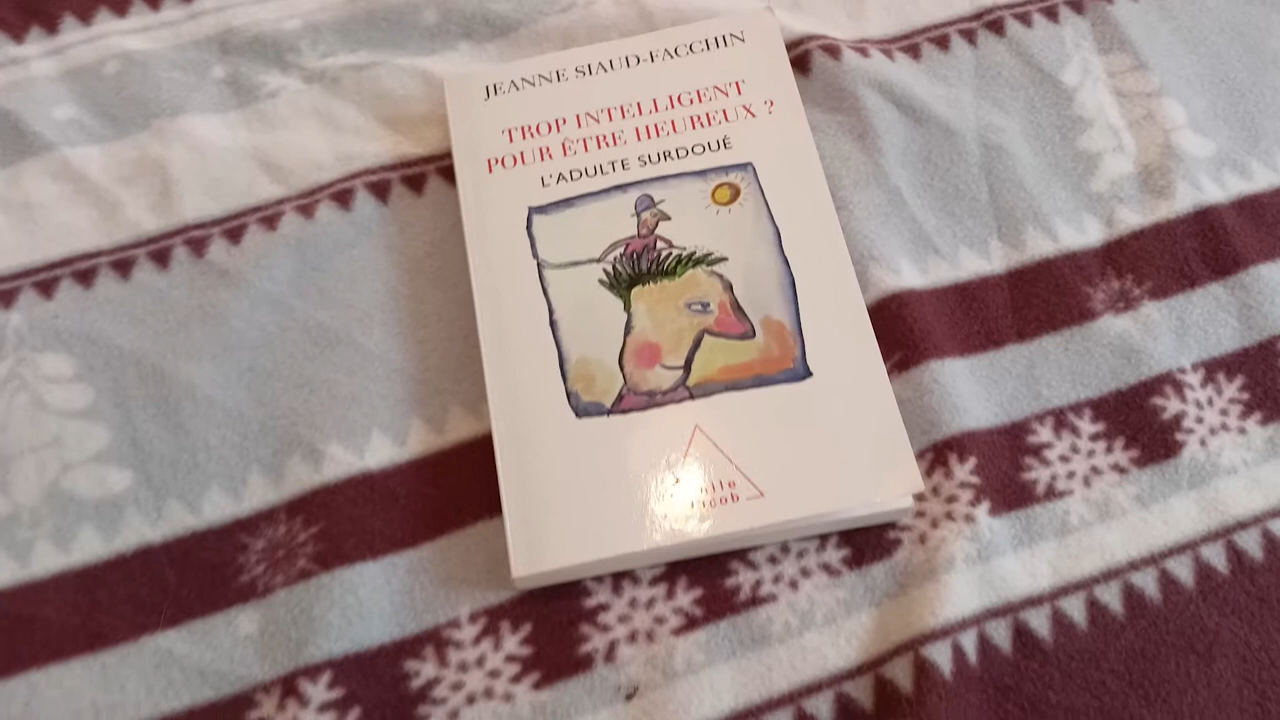 JEANNE SIAUD-FACCHIN
TROP INTELLIGENT
POUR ÊTRE HEUREUX ?
L'ADULTE SURDOUÉ